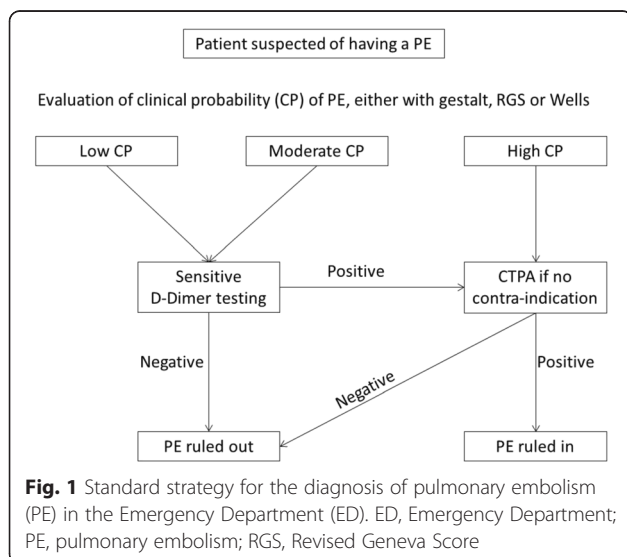 Patient suspected of having a PE
Evaluation of clinical probability (CP) of PE, either with gestalt, RGS or Wells
Low CP
Moderate CP
High CP
Sensitive
D-Dimer testing
Positive
CTPA if no
contra-indication
Negative
Negative
Positive
PE ruled out
PE ruled in
Fig. 1 Standard strategy for the diagnosis of pulmonary embolism
(PE) in the Emergency Department (ED). ED, Emergency Department;
PE, pulmonary embolism; RGS, Revised Geneva Score